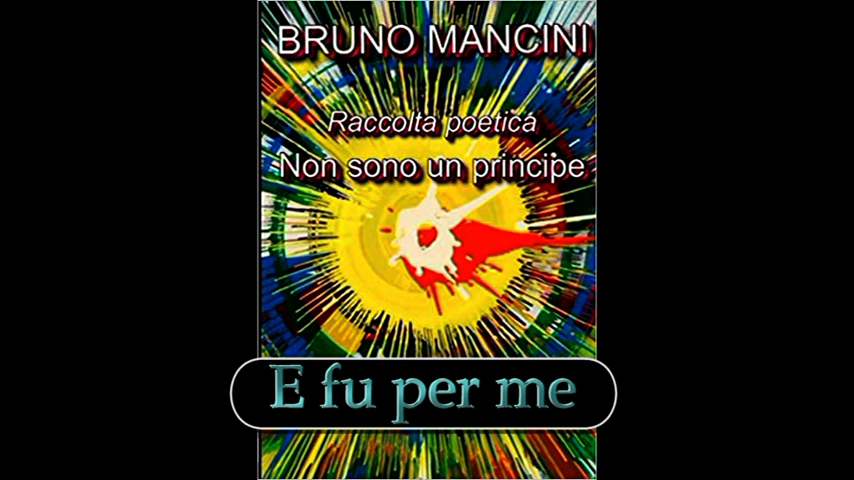 BRUNO MANCINI
Raccolta poetica
Non sono un principe
E fu per me